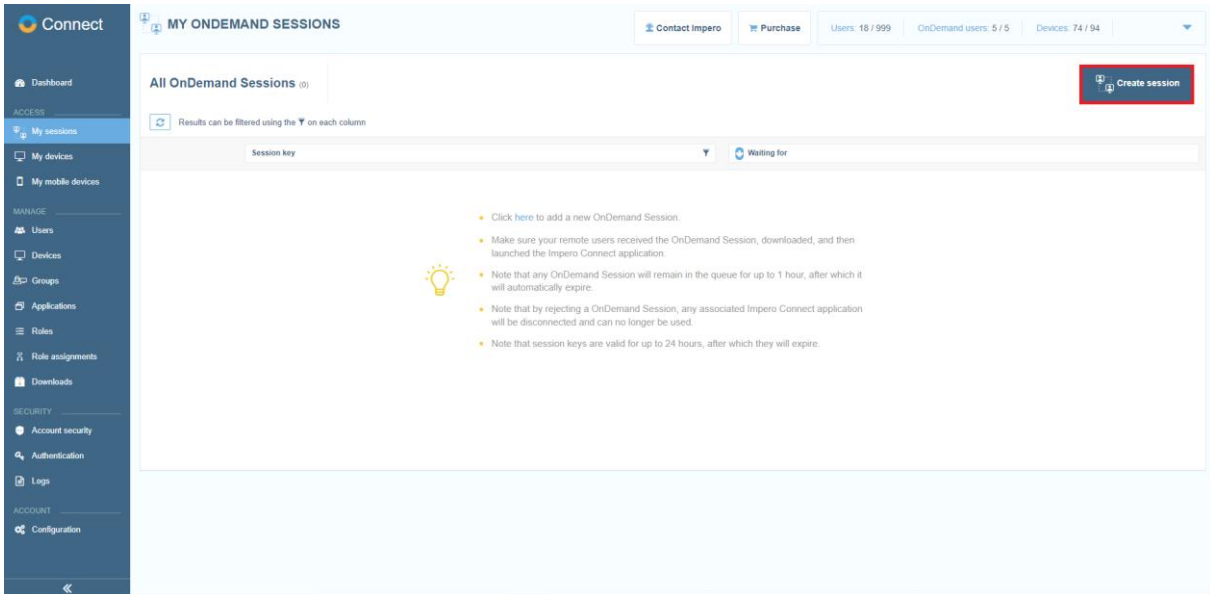 Connect
MY ONDEMAND SESSIONS
Contact Impero
Purchase
Users: 18 / 999
OnDemand users: 5 / 5
Devices: 74 / 94
Dashboard
ACCESS
My sessions
My devices
My mobile devices
MANAGE
Users
Devices
Groups
Applications
Roles
Role assignments
Downloads
SECURITY
Account security
Authentication
Logs
ACCOUNT
Configuration
All OnDemand Sessions (0)
Create session
Results can be filtered using the on each column
Session key
Waiting for
Click here to add a new OnDemand Session.
Make sure your remote users received the OnDemand Session, downloaded, and then
launched the Impero Connect application.
Note that any OnDemand Session will remain in the queue for up to 1 hour, after which it
will automatically expire.
Note that by rejecting a OnDemand Session, any associated Impero Connect application
will be disconnected and can no longer be used.
Note that session keys are valid for up to 24 hours, after which they will expire.